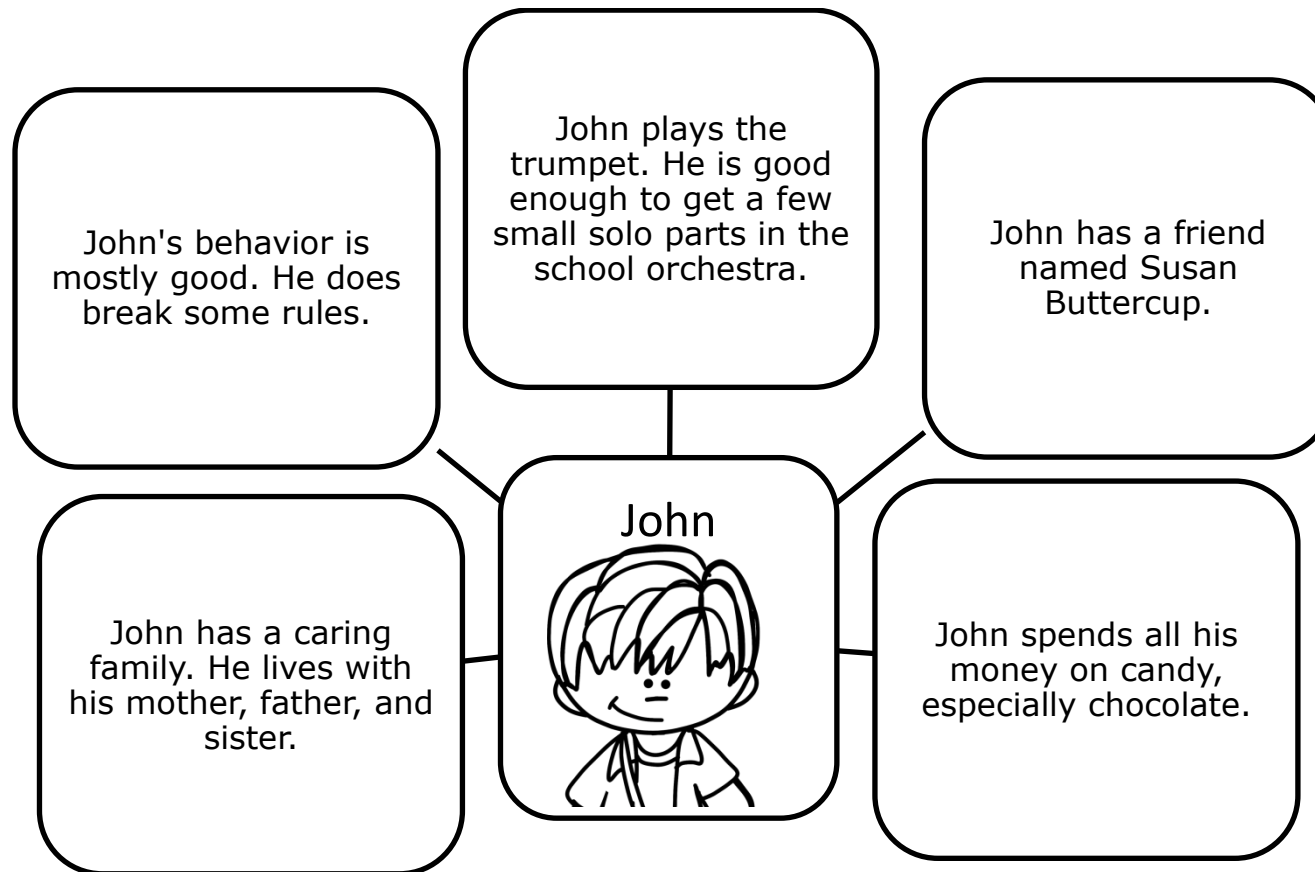 John's behavior is
mostly good. He does
break some rules.
John plays the
trumpet. He is good
enough to get a few
small solo parts in the
school orchestra.
John has a friend
named Susan
Buttercup.
John
John has a caring
family. He lives with
his mother, father, and
sister.
John spends all his
money on candy,
especially chocolate.